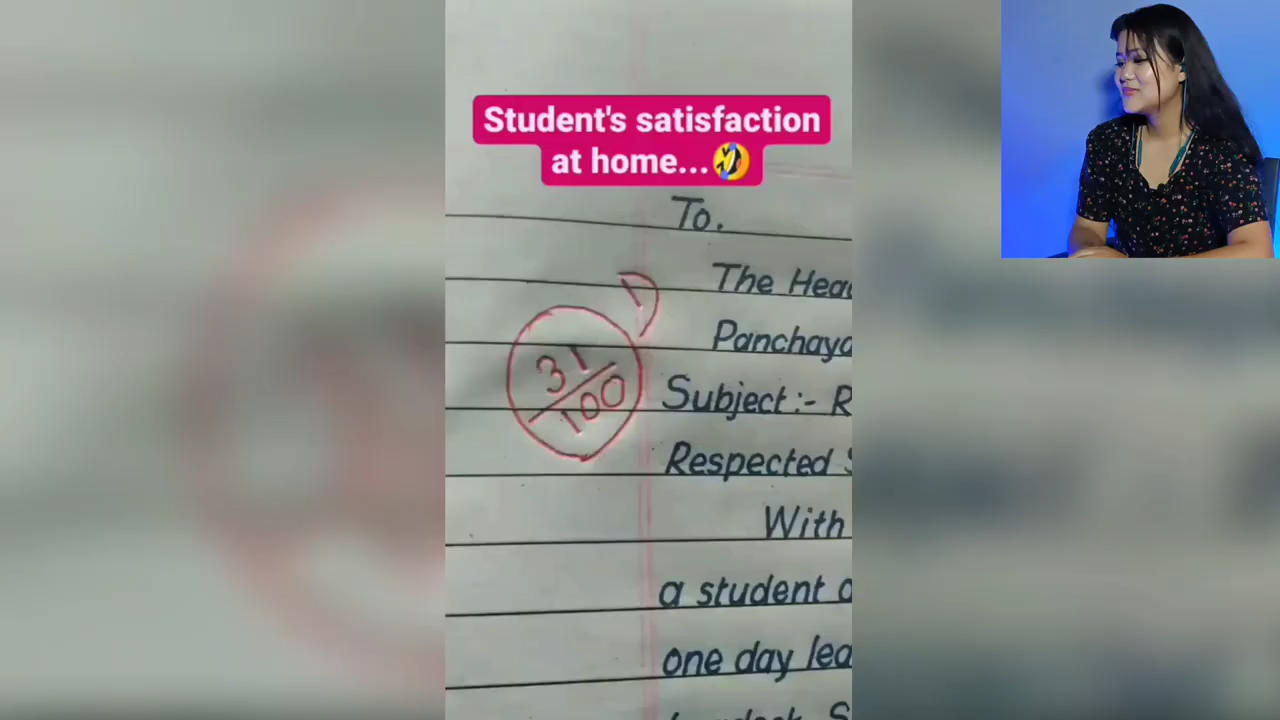 Student's satisfaction
at home...🤣
To.
The Hea
Panchaya
31/100
Subject:- R
Respected S
With
a student o
one day lea